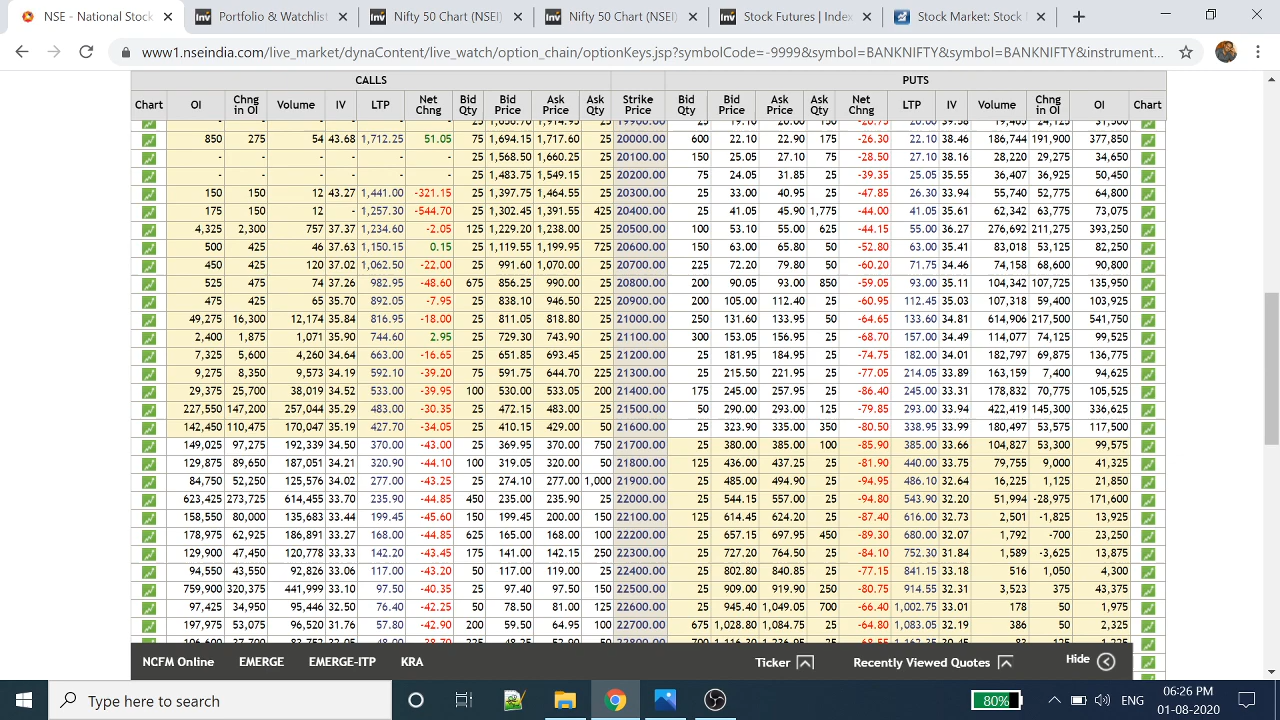 NSE - National Stock Portfolio & Watchlist Nifty 50 Chart (NSEI) Nifty 50 Chart (NSEI) Stock Futures | Index Stock Market: Stock
www1.nseindia.com/live_market/dynaContent/live_watch/option_chain/optionKeys.jsp?symbolCode=-9999&symbol=BANKNIFTY&symbol=BANKNIFTY&instrument...
CALLS PUTS
Chart OI Chng in OI Volume IV LTP Net Chng Bid Qty Bid Price Ask Price Ask Qty Strike Price Bid Qty Bid Price Ask Price Ask Qty Net Chng LTP IV Volume Chng in OI OI Chart
850 275 54 43.68 1,712.25 51.05 75 1,694.15 1,717.60 25 20000.00 600 22.10 22.90 175 -26.30 22.10 38.46 186,744 191,900 377,850
- - - - - - 25 1,568.50 1,660.25 25 20100.00 150 25.05 27.10 75 -28.50 27.10 38.16 28,220 29,275 34,650
- - - - - - 25 1,483.75 1,549.15 25 20200.00 75 24.05 31.85 25 -39.35 25.05 35.55 36,407 36,925 50,450
150 150 12 43.27 1,441.00 -321.15 25 1,397.75 1,464.55 25 20300.00 25 33.00 40.95 25 -47.85 26.30 33.94 55,740 52,775 64,800
175 150 12 - 1,257.30 -544.70 25 1,302.45 1,391.55 425 20400.00 25 41.05 45.90 1,775 -44.00 41.05 35.61 62,342 63,775 73,075
4,325 2,300 757 37.37 1,234.60 -2.05 125 1,229.20 1,238.00 25 20500.00 100 53.10 55.00 625 -44.15 55.00 36.27 276,692 211,275 393,250
500 425 46 37.63 1,150.15 0.15 25 1,119.55 1,199.95 725 20600.00 150 63.00 65.80 50 -52.80 63.00 35.41 83,018 53,125 82,250
450 425 120 37.02 1,062.50 -22.00 25 991.60 1,070.00 25 20700.00 225 72.20 79.80 50 -60.20 71.75 34.96 74,158 68,625 90,800
525 475 74 37.26 982.95 -48.60 675 856.25 990.00 25 20800.00 200 90.05 93.00 850 -59.05 93.00 35.11 104,342 107,725 135,950
475 425 65 35.70 892.05 -7.95 25 838.10 946.50 225 20900.00 200 105.00 112.40 25 -60.95 112.45 35.03 107,318 59,400 103,925
49,275 16,300 12,174 35.84 816.95 -18.00 25 811.05 818.80 25 21000.00 250 131.60 133.95 50 -64.65 133.60 34.81 614,906 217,500 541,750
2,400 1,875 1,071 35.90 744.60 2.95 25 729.30 743.90 25 21100.00 300 153.05 156.95 25 -68.70 157.00 34.49 114,077 74,125 99,075
7,325 5,600 4,260 34.64 663.00 -16.65 25 651.85 693.45 25 21200.00 25 181.95 184.95 25 -74.75 182.00 34.01 182,797 69,875 136,775
9,275 8,350 9,573 34.19 592.10 -39.20 75 591.75 644.70 225 21300.00 25 215.50 221.95 25 -77.05 214.05 33.89 163,159 7,400 94,625
29,375 25,700 38,019 34.52 533.00 -39.95 100 530.00 533.05 200 21400.00 175 245.00 257.95 25 -86.40 245.00 33.31 178,832 70,775 105,525
227,550 147,200 257,044 35.29 483.00 -30.35 25 472.15 483.00 25 21500.00 50 290.00 293.00 125 -79.85 293.00 33.94 422,419 145,300 336,625
142,450 110,475 170,047 35.19 427.70 -34.05 25 410.15 429.00 50 21600.00 25 323.90 335.00 350 -80.50 338.95 33.99 180,497 53,575 117,500
149,025 97,275 192,339 34.50 370.00 -43.00 25 369.95 370.00 750 21700.00 25 380.00 385.00 100 -85.90 385.00 33.66 104,827 53,300 99,575
129,875 89,650 187,051 34.21 320.90 -44.10 100 319.05 320.00 50 21800.00 125 436.00 437.25 25 -81.90 440.00 33.75 79,755 9,000 41,325
84,750 52,250 125,576 34.02 277.00 -43.25 25 274.10 277.00 1,000 21900.00 25 485.00 494.90 25 -94.95 486.10 32.64 16,225 1,125 21,850
623,425 273,725 614,455 33.70 235.90 -44.85 450 235.00 235.90 25 22000.00 25 544.15 557.00 25 -94.80 543.90 32.20 51,694 -28,975 171,600
158,550 80,000 135,683 33.44 199.45 -45.60 150 199.45 200.00 150 22100.00 125 614.45 624.20 25 -87.40 616.00 32.73 2,501 -1,825 13,925
178,975 62,925 186,891 33.27 168.00 -44.85 625 165.00 168.00 100 22200.00 25 657.15 697.95 450 -89.30 680.00 32.07 1,792 -700 23,250
129,900 47,450 120,778 33.33 142.20 -43.45 175 141.00 142.15 250 22300.00 25 727.20 764.50 25 -84.10 752.30 31.84 1,589 -3,625 13,875
94,550 43,550 92,826 33.06 117.00 -43.20 50 117.00 119.00 25 22400.00 25 802.80 840.85 25 -77.15 841.15 33.18 516 1,050 4,300
759,900 320,375 441,999 33.10 97.50 -40.35 25 97.40 97.50 150 22500.00 25 909.00 919.90 250 -80.75 914.55 32.31 3,523 375 43,375
97,425 34,950 95,446 32.50 76.40 -42.25 50 78.50 81.00 125 22600.00 25 945.40 1,049.05 700 -66.40 1,002.75 33.01 178 50 1,975
197,975 53,075 96,520 31.76 57.80 -42.90 200 59.50 64.95 100 22700.00 675 1,028.80 1,084.75 25 -64.80 1,083.05 32.19 386 50 2,325
NCFM Online EMERGE EMERGE-ITP KRA Ticker Recently Viewed Quotes Hide
Type here to search 80% ENG 06:26 PM
01-08-2020